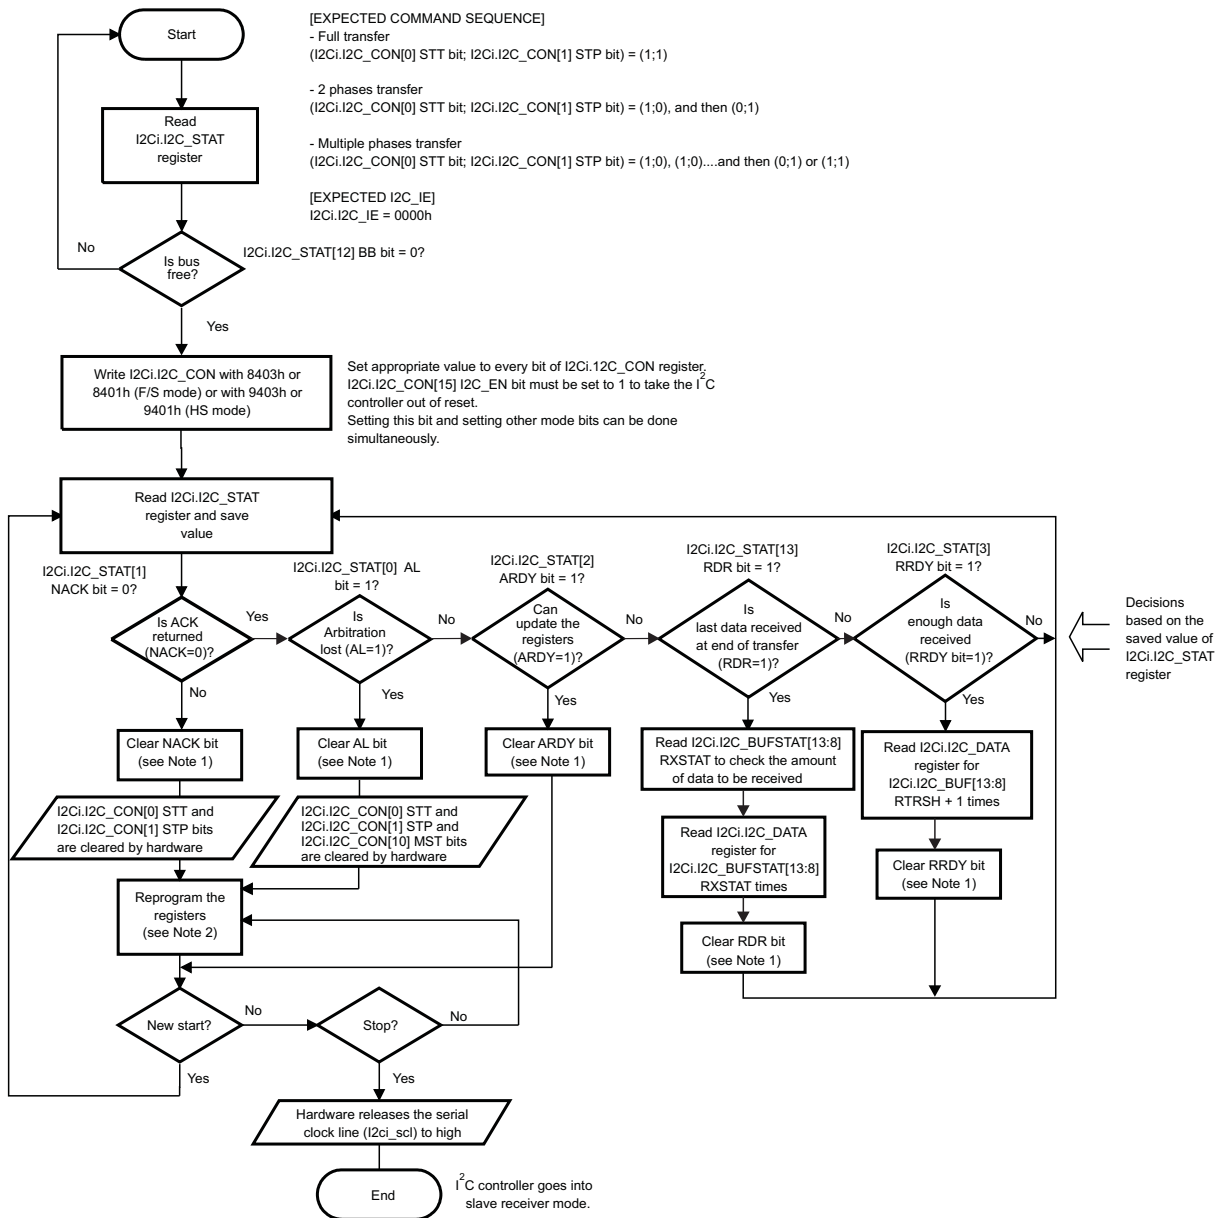 Start
[EXPECTED COMMAND SEQUENCE]
- Full transfer
(I2Ci.I2C_CON[0] STT bit; I2Ci.I2C_CON[1] STP bit) = (1;1)
- 2 phases transfer
(I2Ci.I2C_CON[0] STT bit; I2Ci.I2C_CON[1] STP bit) = (1;0), and then (0;1)
- Multiple phases transfer
(I2Ci.I2C_CON[0] STT bit; I2Ci.I2C_CON[1] STP bit) = (1;0), (1;0)....and then (0;1) or (1;1)
[EXPECTED I2C_IE]
I2Ci.I2C_IE = 0000h
Read
I2Ci.I2C_STAT
register
No
Is bus
free?
I2Ci.I2C_STAT[12] BB bit = 0?
Yes
Write I2Ci.I2C_CON with 8403h or
8401h (F/S mode) or with 9403h or
9401h (HS mode)
Set appropriate value to every bit of I2Ci.12C_CON register.
I2Ci.I2C_CON[15] I2C_EN bit must be set to 1 to take the I2C
controller out of reset.
Setting this bit and setting other mode bits can be done
simultaneously.
Read I2Ci.I2C_STAT
register and save
value
I2Ci.I2C_STAT[1]
NACK bit = 0?
Is ACK
returned
(NACK=0)?
Yes
No
I2Ci.I2C_STAT[0] AL
bit = 1?
Is
Arbitration
lost (AL=1)?
No
Yes
I2Ci.I2C_STAT[2]
ARDY bit = 1?
Can
update the
registers
(ARDY=1)?
No
Yes
I2Ci.I2C_STAT[13]
RDR bit = 1?
Is
last data received
at end of transfer
(RDR=1)?
No
Yes
I2Ci.I2C_STAT[3]
RRDY bit = 1?
Is
enough data
received
(RRDY bit=1)?
No
Yes
Decisions
based on the
saved value of
I2Ci.I2C_STAT
register
Clear NACK bit
(see Note 1)
Clear AL bit
(see Note 1)
Clear ARDY bit
(see Note 1)
Read I2Ci.I2C_BUFSTAT[13:8]
RXSTAT to check the amount
of data to be received
Read I2Ci.I2C_DATA
register for
I2Ci.I2C_BUF[13:8]
RTRSH + 1 times
I2Ci.I2C_CON[0] STT and
I2Ci.I2C_CON[1] STP bits
are cleared by hardware
I2Ci.I2C_CON[0] STT and
I2Ci.I2C_CON[1] STP and
I2Ci.I2C_CON[10] MST bits
are cleared by hardware
Read I2Ci.I2C_DATA
register for
I2Ci.I2C_BUFSTAT[13:8]
RXSTAT times
Clear RRDY bit
(see Note 1)
Reprogram the
registers
(see Note 2)
Clear RDR bit
(see Note 1)
New start?
No
Stop?
No
Yes
Yes
Hardware releases the serial
clock line (I2ci_scl) to high
End
I2C controller goes into
slave receiver mode.